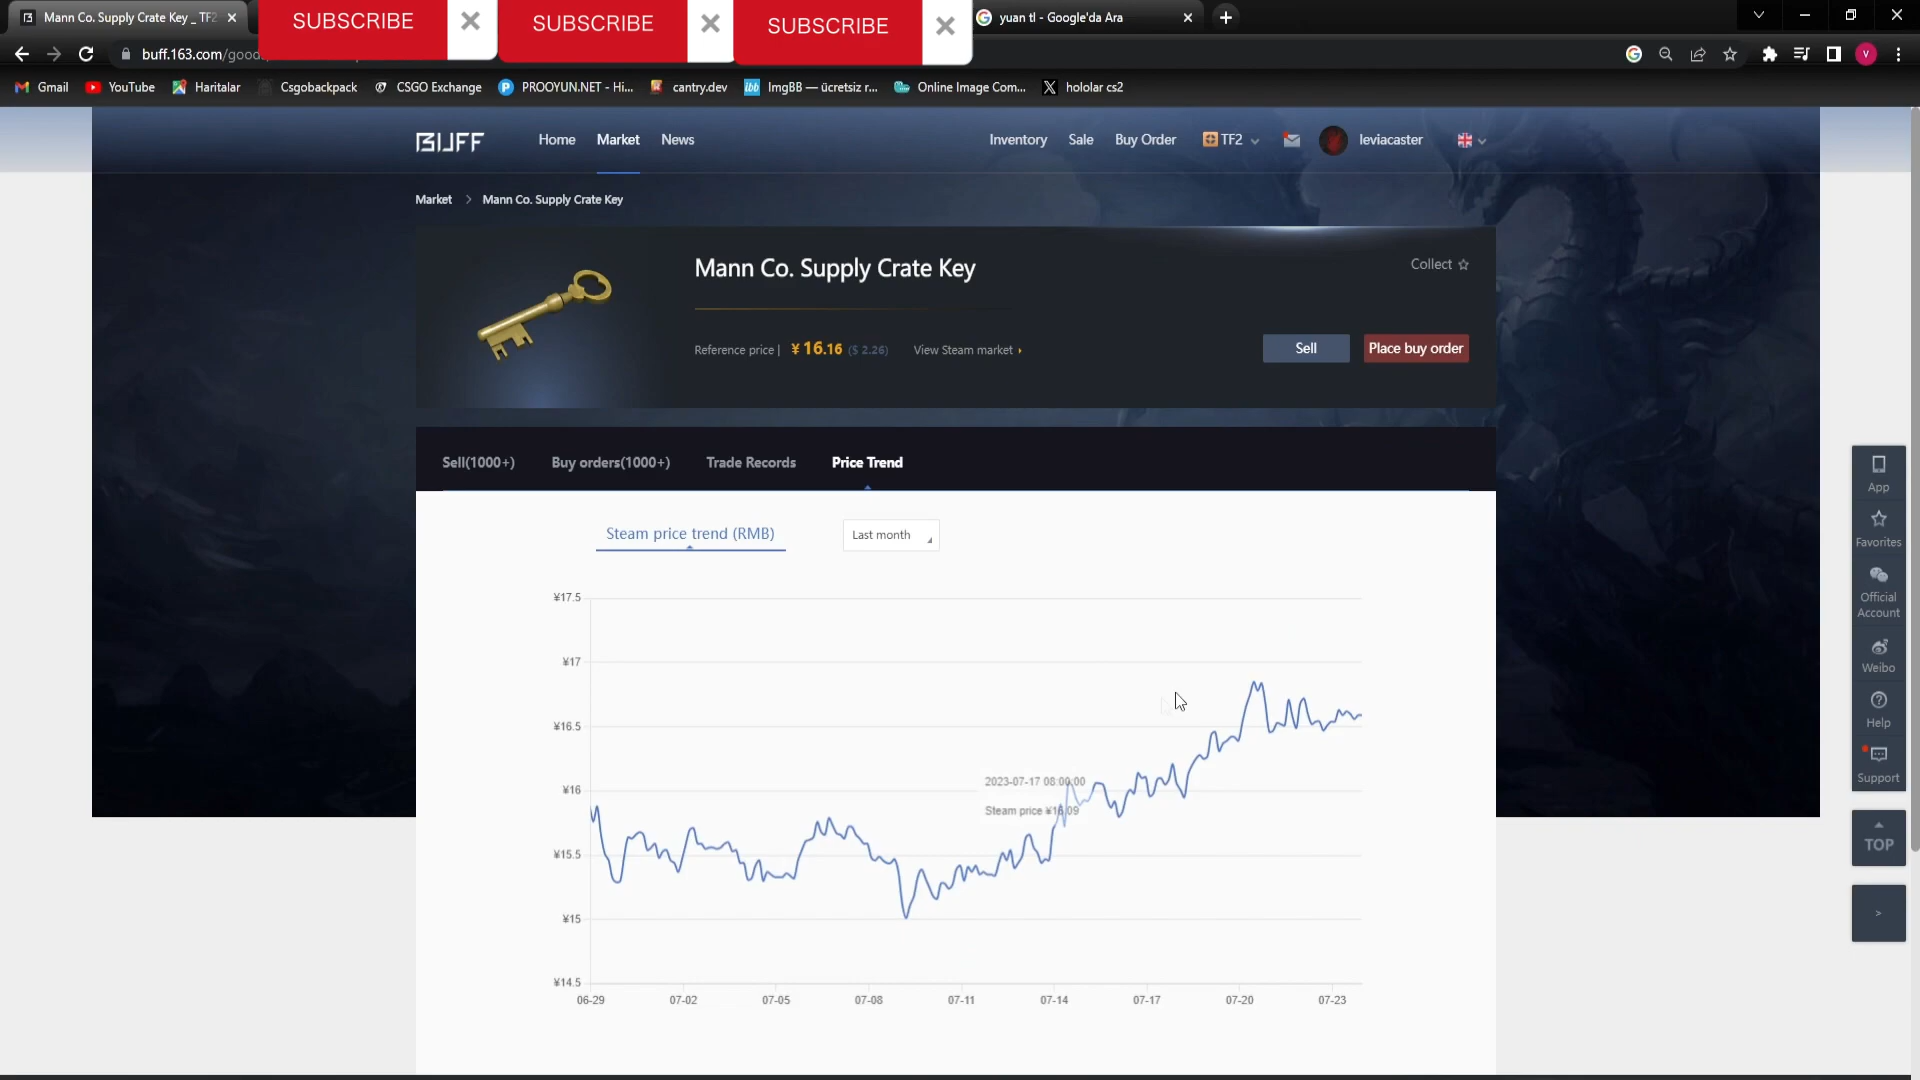 Mann Co. Supply Crate Key _ TF2
SUBSCRIBE
SUBSCRIBE
SUBSCRIBE
yuan tl - Google'da Ara
buff.163.com/good
V
Gmail
YouTube
Haritalar
Csgobackpack
CSGO Exchange
PROOYUN.NET - Hi...
cantry.dev
ibb
ImgBB — ücretsiz r...
Online Image Com...
hololar cs2
BUFF
Home
Market
News
Inventory
Sale
Buy Order
TF2
leviacaster
Market > Mann Co. Supply Crate Key
Mann Co. Supply Crate Key
Collect
Reference price | ¥ 16.16 ($ 2.26)
View Steam market
Sell
Place buy order
Sell(1000+)
Buy orders(1000+)
Trade Records
Price Trend
Steam price trend (RMB)
Last month
¥17.5
¥17
¥16.5
¥16
¥15.5
¥15
¥14.5
2023-07-17 08:00:00
Steam price ¥16.09
06-29
07-02
07-05
07-08
07-11
07-14
07-17
07-20
07-23
App
Favorites
Official
Account
Weibo
Help
Support
TOP
>